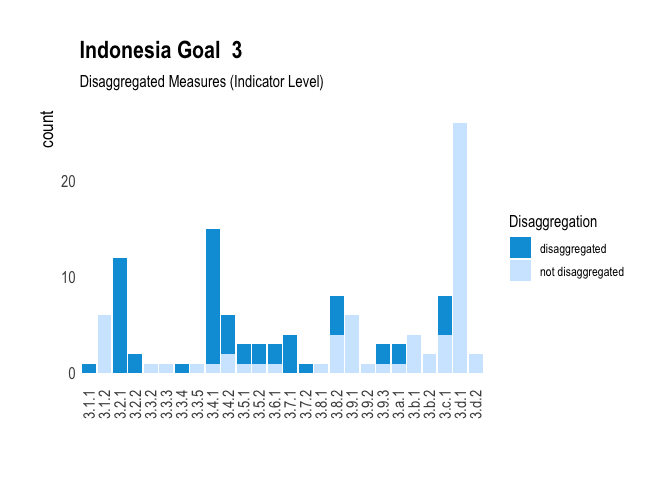 Indonesia Goal  3
Disaggregated Measures (Indicator Level)
count
20
10
0
3.1.1
3.1.2
3.2.1
3.2.2
3.3.2
3.3.3
3.3.4
3.3.5
3.4.1
3.4.2
3.5.1
3.5.2
3.6.1
3.7.1
3.7.2
3.8.1
3.8.2
3.9.1
3.9.2
3.9.3
3.a.1
3.b.1
3.b.2
3.c.1
3.d.1
3.d.2
Disaggregation
disaggregated
not disaggregated